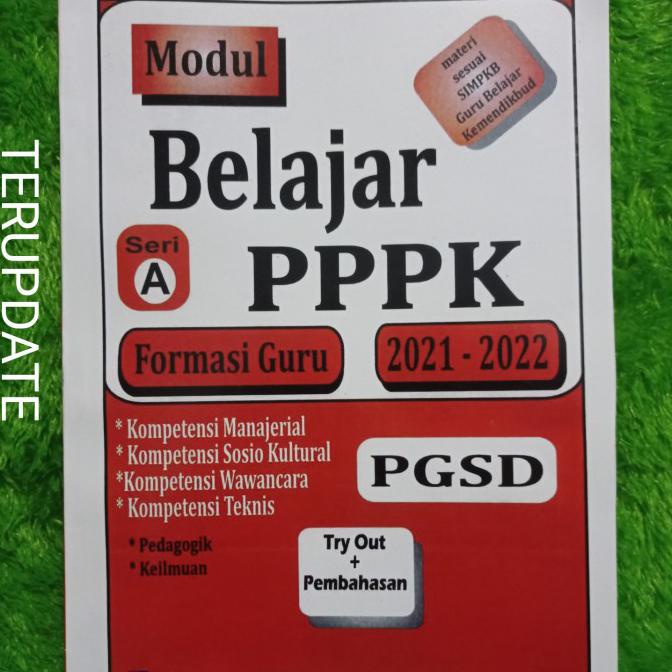 TERUPDATE
Modul
materi
sesuai
SIMPKB
Guru Belajar
Kemendikbud
Belajar
Seri
A
PPPK
Formasi Guru
2021 - 2022
* Kompetensi Manajerial
* Kompetensi Sosio Kultural
*Kompetensi Wawancara
* Kompetensi Teknis
PGSD
* Pedagogik
* Keilmuan
Try Out
+
Pembahasan